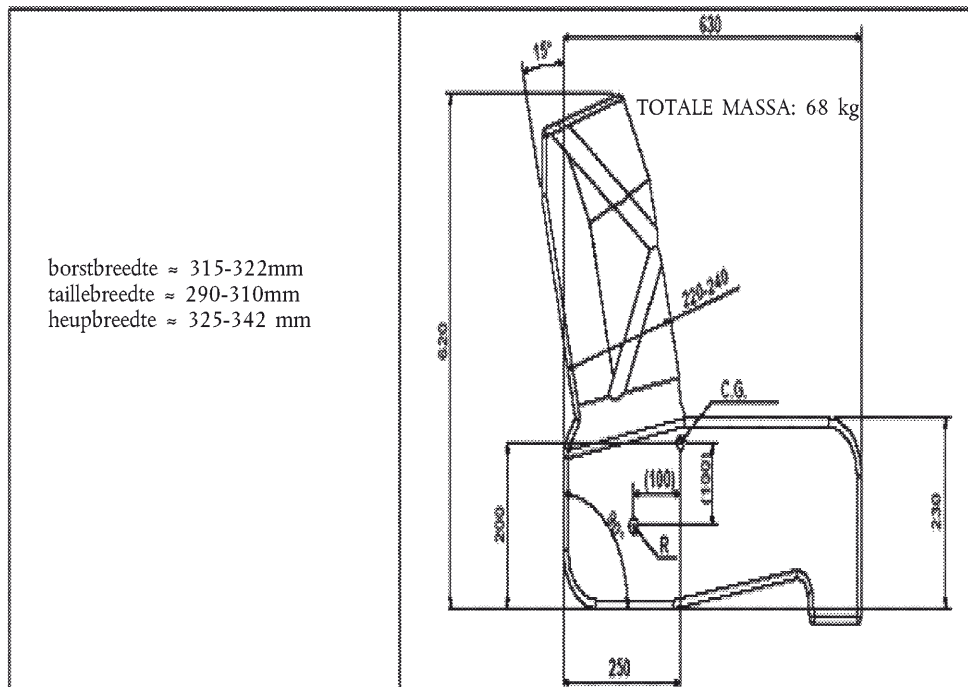 borstbreedte ≈ 315-322mm
taillebreedte ≈ 290-310mm
heupbreedte ≈ 325-342 mm
630
15°
TOTALE MASSA: 68 kg
220-240
620
C.G.
(100)
(100)
200
230
R
250